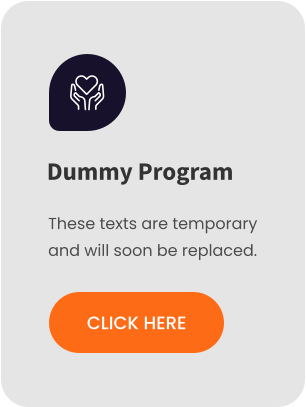 Dummy Program
These texts are temporary
and will soon be replaced.
CLICK HERE